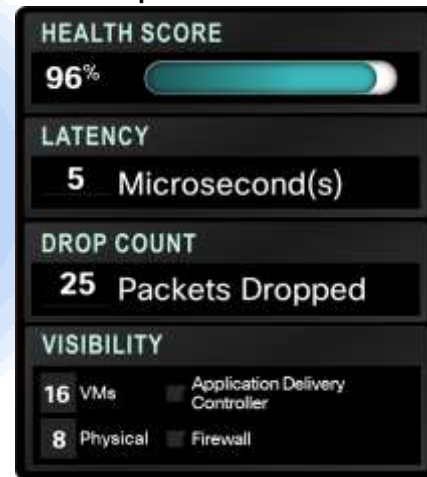 HEALTH SCORE
96%
LATENCY
5 Microsecond(s)
DROP COUNT
25 Packets Dropped
VISIBILITY
16 VMs Application Delivery
Controller
8 Physical Firewall